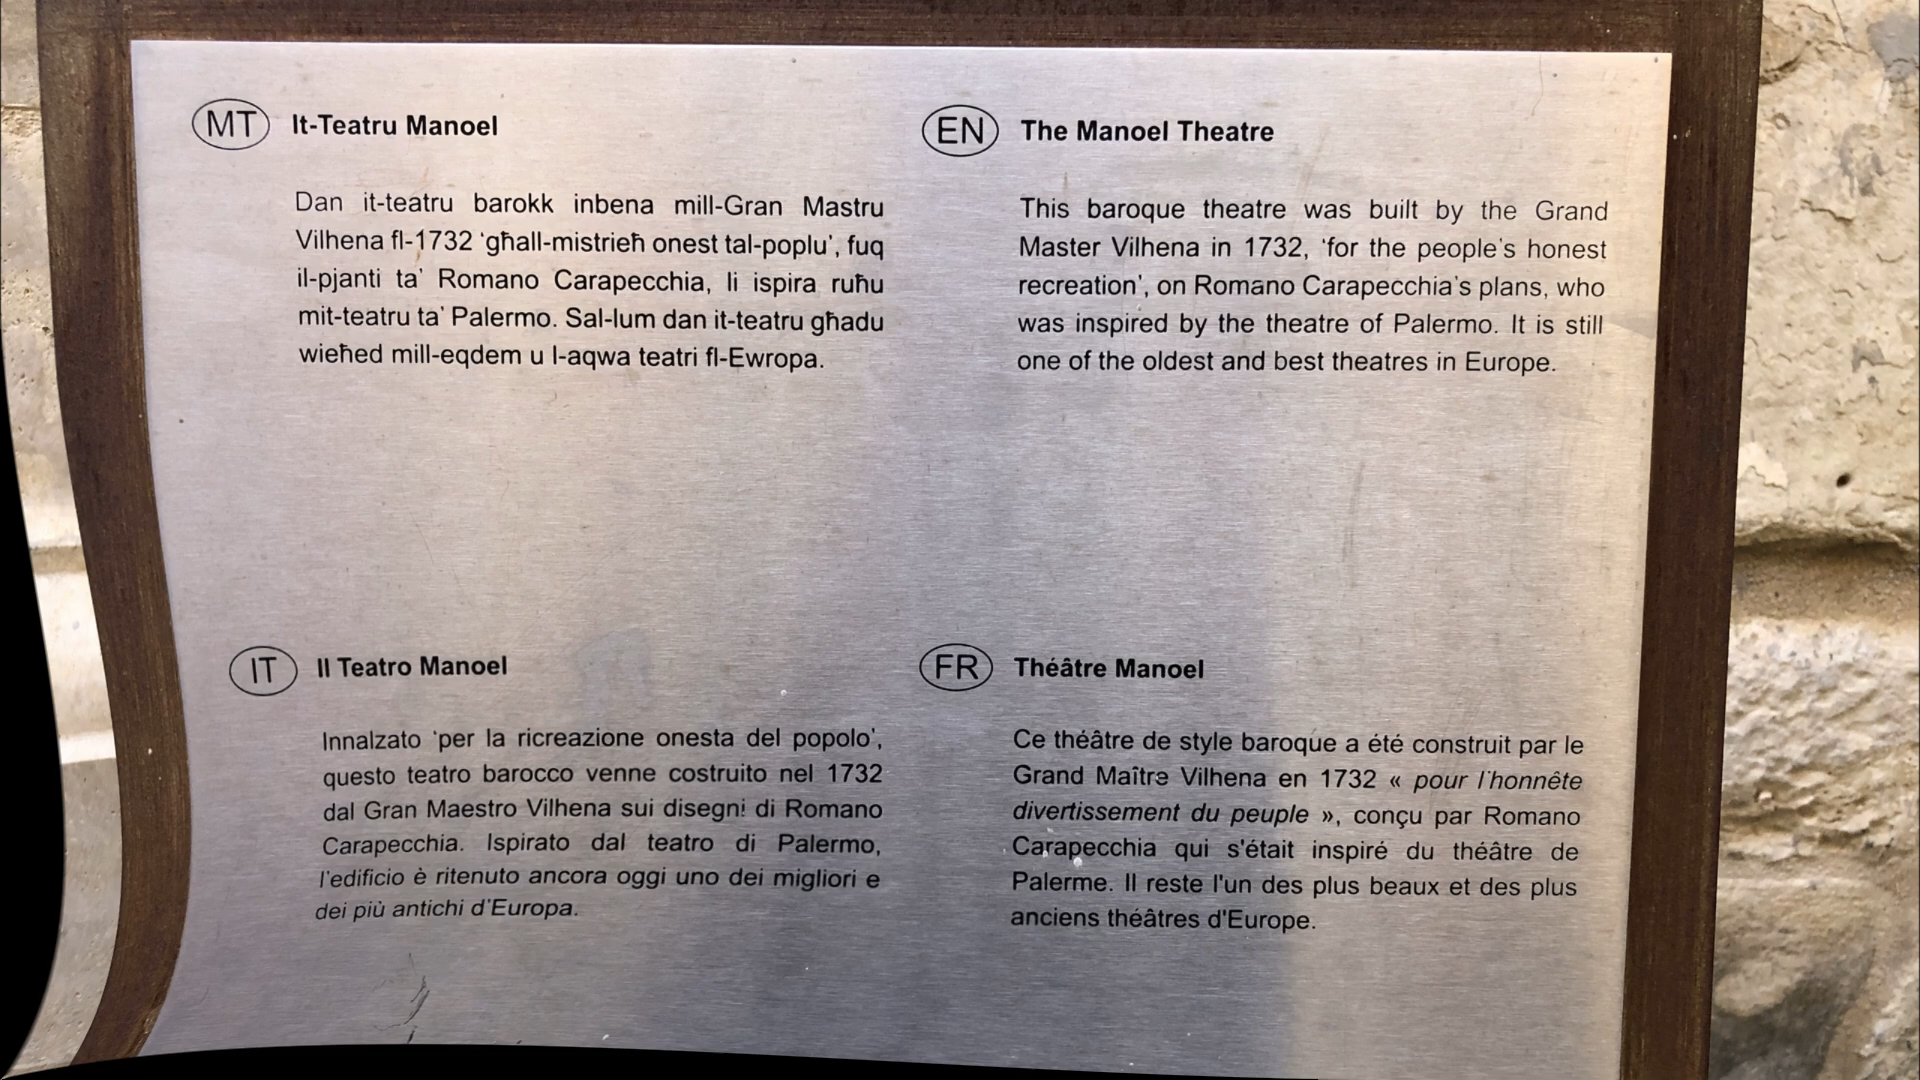 MT It-Teatru Manoel
Dan it-teatru barokk inbena mill-Gran Mastru
Vilhena fl-1732 ‘għall-mistrieħ onest tal-poplu’, fuq
il-pjanti ta’ Romano Carapecchia, li ispira ruħu
mit-teatru ta’ Palermo. Sal-lum dan it-teatru għadu
wieħed mill-eqdem u l-aqwa teatri fl-Ewropa.
EN The Manoel Theatre
This baroque theatre was built by the Grand
Master Vilhena in 1732, ‘for the people’s honest
recreation’, on Romano Carapecchia’s plans, who
was inspired by the theatre of Palermo. It is still
one of the oldest and best theatres in Europe.
IT Il Teatro Manoel
Innalzato ‘per la ricreazione onesta del popolo’,
questo teatro barocco venne costruito nel 1732
dal Gran Maestro Vilhena sui disegni di Romano
Carapecchia. Ispirato dal teatro di Palermo,
l’edificio è ritenuto ancora oggi uno dei migliori e
dei più antichi d’Europa.
FR Théâtre Manoel
Ce théâtre de style baroque a été construit par le
Grand Maître Vilhena en 1732 « pour l’honnête
divertissement du peuple », conçu par Romano
Carapecchia qui s'était inspiré du théâtre de
Palerme. Il reste l'un des plus beaux et des plus
anciens théâtres d'Europe.